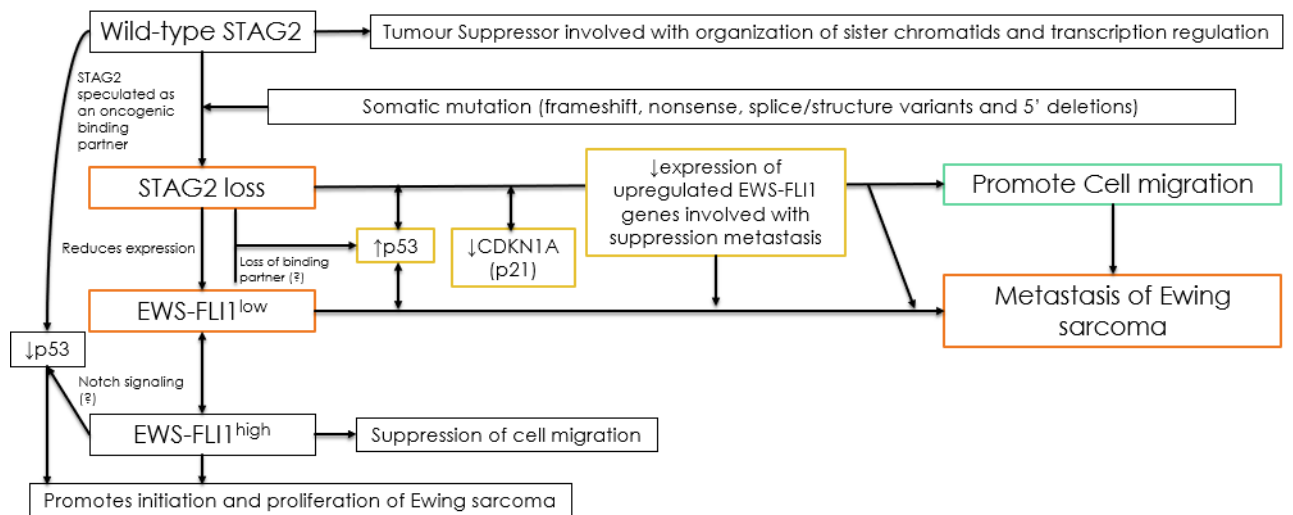 Wild-type STAG2
Tumour Suppressor involved with organization of sister chromatids and transcription regulation
STAG2
speculated as
an oncogenic
binding
partner
Somatic mutation (frameshift, nonsense, splice/structure variants and 5’ deletions)
STAG2 loss
↓expression of
upregulated EWS-FLI1
genes involved with
suppression metastasis
Promote Cell migration
Reduces expression
Loss of binding
partner (?)
↑p53
↓CDKN1A
(p21)
EWS-FLI1low
Metastasis of Ewing
sarcoma
↓p53
Notch signaling
(?)
EWS-FLI1high
Suppression of cell migration
Promotes initiation and proliferation of Ewing sarcoma